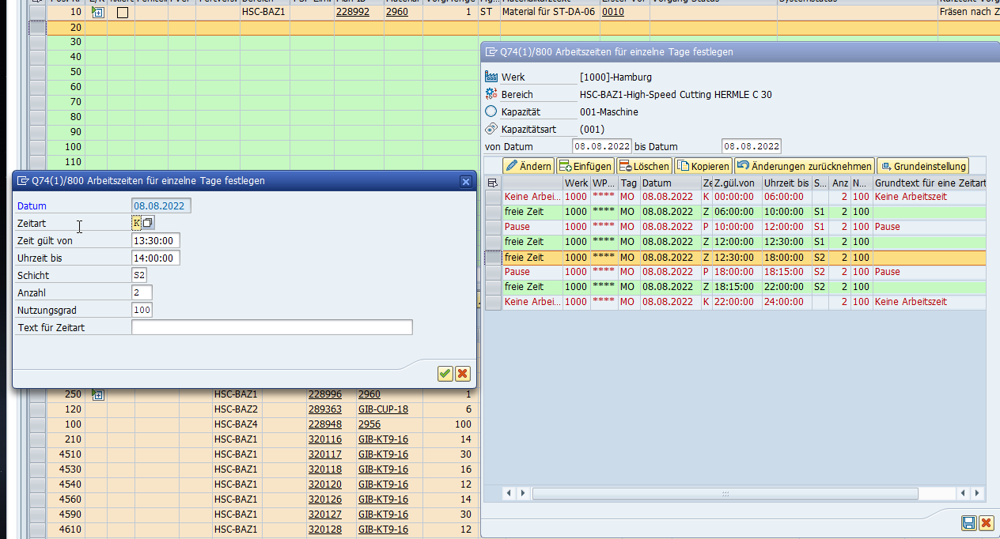 10 HSC-BAZ1 228992 2960 1 ST Material für ST-DA-06 0010 Fräsen nach Z
20
30
40
50
60
70
80
90
100
110
Q74(1)/800 Arbeitszeiten für einzelne Tage festlegen
Datum 08.08.2022
Zeitart K
Zeit gült von 13:30:00
Uhrzeit bis 14:00:00
Schicht S2
Anzahl 2
Nutzungsgrad 100
Text für Zeitart
250 HSC-BAZ1 228996 2960 1
120 HSC-BAZ2 289363 GIB-CUP-18 6
100 HSC-BAZ4 228948 2956 100
210 HSC-BAZ1 320116 GIB-KT9-16 14
4510 HSC-BAZ1 320117 GIB-KT9-16 30
4530 HSC-BAZ1 320118 GIB-KT9-16 16
4540 HSC-BAZ1 320120 GIB-KT9-16 12
4560 HSC-BAZ1 320126 GIB-KT9-16 14
4590 HSC-BAZ1 320127 GIB-KT9-16 30
4610 HSC-BAZ1 320128 GIB-KT9-16 12
Q74(1)/800 Arbeitszeiten für einzelne Tage festlegen
Werk [1000]-Hamburg
Bereich HSC-BAZ1-High-Speed Cutting HERMLE C 30
Kapazität 001-Maschine
Kapazitätsart (001)
von Datum 08.08.2022 bis Datum 08.08.2022
Ändern Einfügen Löschen Kopieren Änderungen zurücknehmen Grundeinstellung
Werk WP... Tag Datum Ze Z.gül.von Uhrzeit bis S... Anz N... Grundtext für eine Zeitart
Keine Arbei... 1000 **** MO 08.08.2022 K 00:00:00 06:00:00 2 100 Keine Arbeitszeit
freie Zeit 1000 **** MO 08.08.2022 Z 06:00:00 10:00:00 S1 2 100
Pause 1000 **** MO 08.08.2022 P 10:00:00 12:00:00 S1 2 100 Pause
freie Zeit 1000 **** MO 08.08.2022 Z 12:00:00 12:30:00 S1 2 100
freie Zeit 1000 **** MO 08.08.2022 Z 12:30:00 18:00:00 S2 2 100
Pause 1000 **** MO 08.08.2022 P 18:00:00 18:15:00 S2 2 100 Pause
freie Zeit 1000 **** MO 08.08.2022 Z 18:15:00 22:00:00 S2 2 100
Keine Arbei... 1000 **** MO 08.08.2022 K 22:00:00 24:00:00 2 100 Keine Arbeitszeit